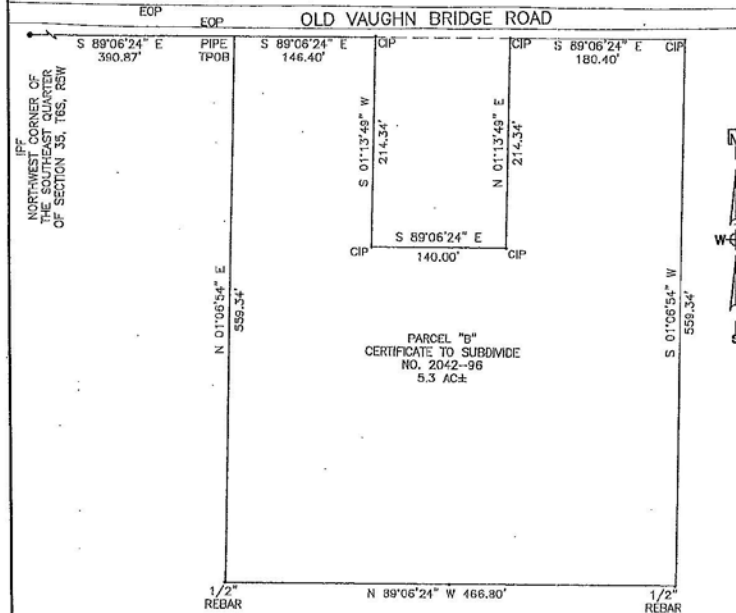 EOP
EOP
OLD VAUGHN BRIDGE ROAD
S 89°06'24" E
390.87'
PIPE
TPOB
S 89°06'24" E
146.40'
CIP
CIP
S 89°06'24" E
180.40'
CIP
IPF
NORTHWEST CORNER OF
THE SOUTHEAST QUARTER
OF SECTION 35, T6S, R5W
S 01°13'49" W
214.34'
N 01°13'49" E
214.34'
N
W
S
CIP
S 89°06'24" E
140.00'
CIP
N 01°06'54" E
559.34'
S 01°06'54" W
559.34'
PARCEL "B"
CERTIFICATE TO SUBDIVIDE
NO. 2042--96
5.3 AC±
1/2"
REBAR
N 89°06'24" W 466.80'
1/2"
REBAR